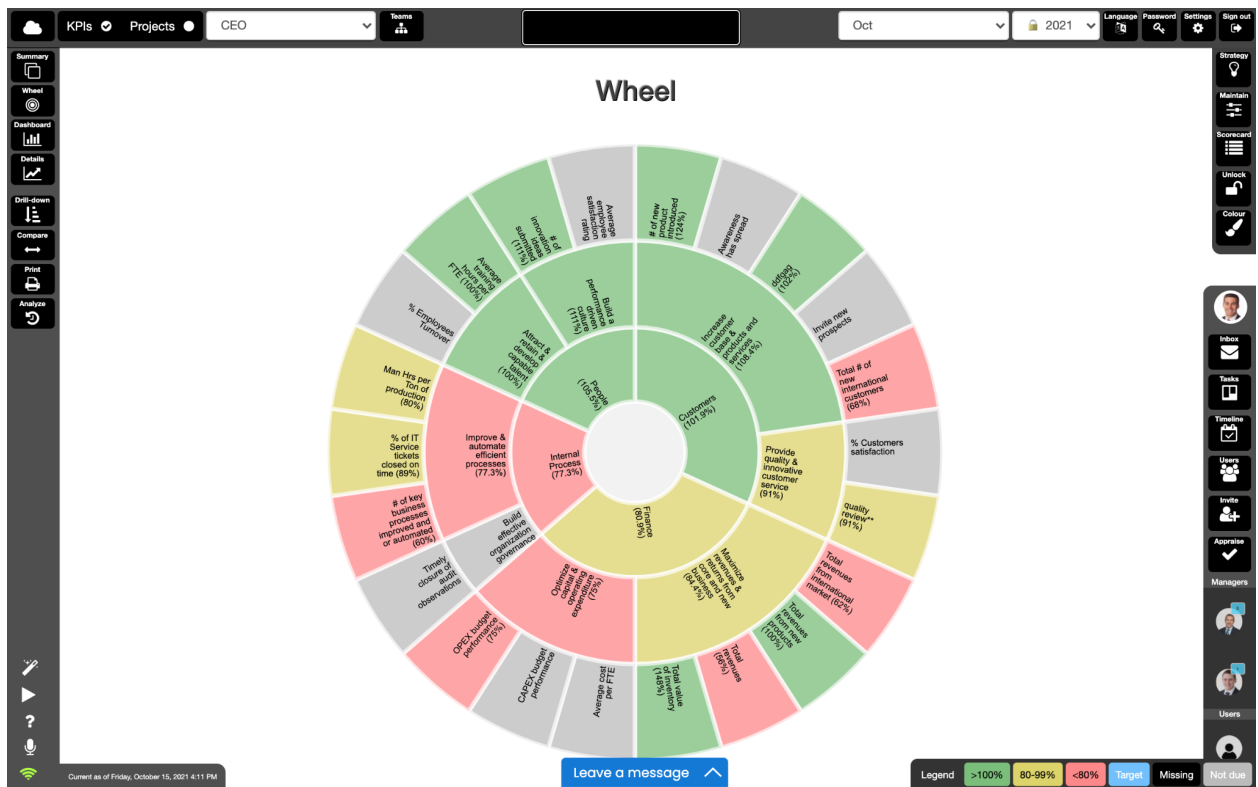 KPIs
Projects
CEO
Teams
Oct
2021
Language
Password
Settings
Sign out
Summary
Wheel
Dashboard
Details
Drill-down
Compare
Print
Analyze
Wheel
# of new
product
introduced
(124%)
Awareness
has spread
ddfgag
(102%)
Invite new
prospects
Total # of
new
international
customers
(68%)
% Customers
satisfaction
quality
review**
(91%)
Total
revenues
from
international
market (62%)
Total
revenues
from new
products
(100%)
Total
revenues
(56%)
Total value
of inventory
(148%)
Average cost
per FTE
CAPEX budget
performance
OPEX budget
performance
(75%)
Timely
closure of
audit
observations
# of key
business
processes
improved and
or automated
(60%)
% of IT
Service
tickets
closed on
time (89%)
Man Hrs per
Ton of
production
(80%)
% Employees
Turnover
Average
training
hours per
FTE (100%)
# of
innovation
ideas
submitted
(111%)
Average
employee
satisfaction
rating
Increase
customer
base &
products and
services
(108.4%)
Provide
quality &
innovative
customer
service
(91%)
Maximize
revenues &
returns from
core and new
business
(84.4%)
Optimize
capital &
operating
expenditure
(75%)
Build
effective
organization
governance
Improve &
automate
efficient
processes
(77.3%)
Attract &
retain &
develop
capable
talent
(100%)
Build a
performance
driven
culture
(111%)
Customers
(101.9%)
Finance
(80.9%)
Internal
Process
(77.3%)
People
(105.5%)
Strategy
Maintain
Scorecard
Unlock
Colour
Inbox
Tasks
Timeline
Users
Invite
Appraise
Managers
Users
?
Current as of Friday, October 15, 2021 4:11 PM
Leave a message
Legend
>100%
80-99%
<80%
Target
Missing
Not due